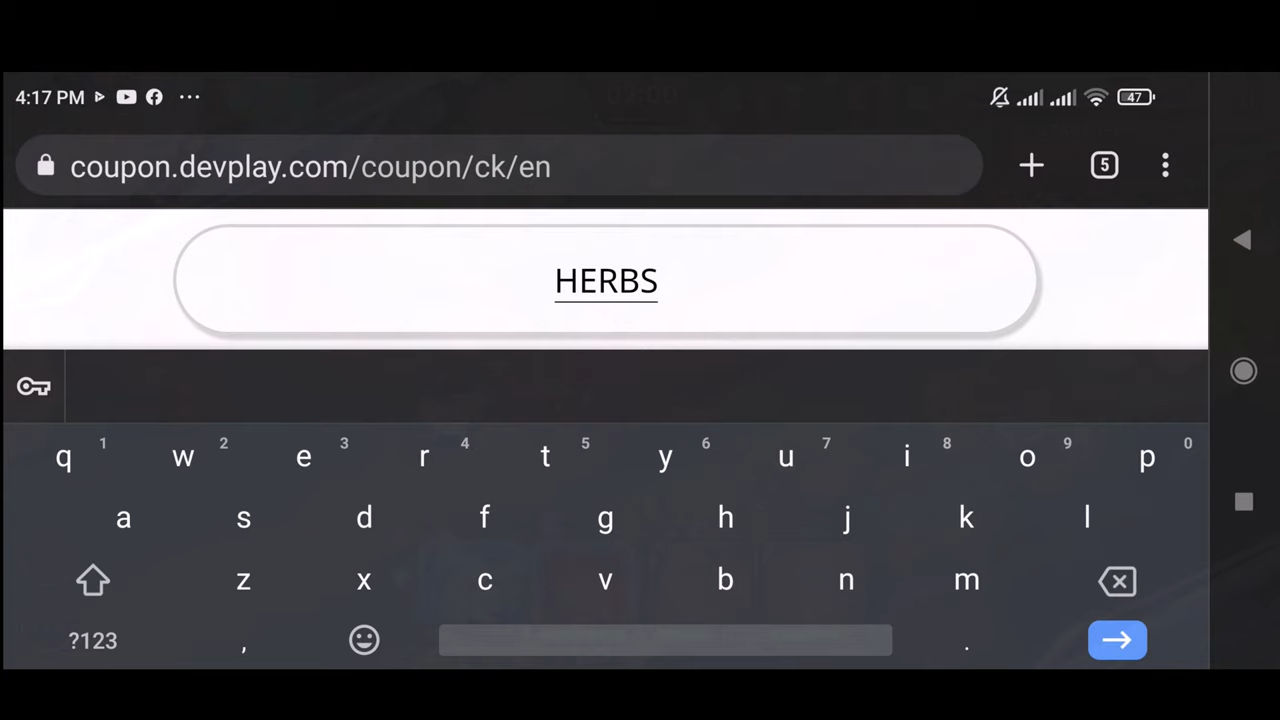 4:17 PM ...
47
coupon.devplay.com/coupon/ck/en
5
HERBS
q 1 w 2 e 3 r 4 t 5 y 6 u 7 i 8 o 9 p 0
a s d f g h j k l
z x c v b n m
?123 , .